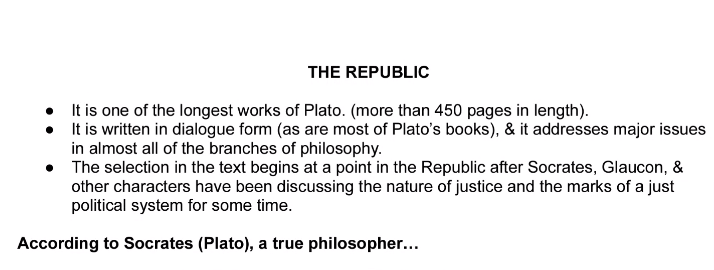 THE REPUBLIC
● It is one of the longest works of Plato. (more than 450 pages in length).
● It is written in dialogue form (as are most of Plato's books), & it addresses major issues
in almost all of the branches of philosophy.
● The selection in the text begins at a point in the Republic after Socrates, Glaucon, &
other characters have been discussing the nature of justice and the marks of a just
political system for some time.
According to Socrates (Plato), a true philosopher…